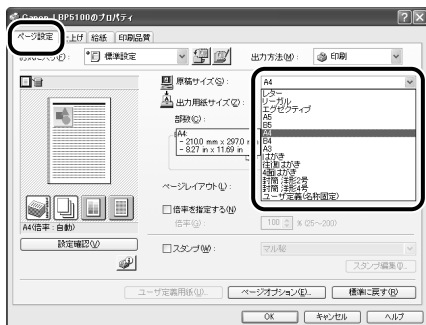 Canon LBP5100のプロパティ
ページ設定 上げ 給紙 印刷品質
お気に入り(F): 標準設定 出力方法(M): 印刷
原稿サイズ(S): A4
出力用紙サイズ(Z):
部数(C):
A4:
- 210.0 mm x 297.0
- 8.27 in x 11.69 in
レター
リーガル
エグゼクティブ
A5
B5
A4
B4
A3
はがき
往復はがき
4面はがき
封筒 洋形2号
封筒 洋形4号
ユーザ定義(名称固定)
ページレイアウト(L):
倍率を指定する(N)
倍率(G): 100 % (25~200)
A4(倍率:自動)
設定確認(V)
スタンプ(W): マル秘
スタンプ編集(I)...
ユーザ定義用紙(U)... ページオプション(E)... 標準に戻す(R)
OK キャンセル ヘルプ